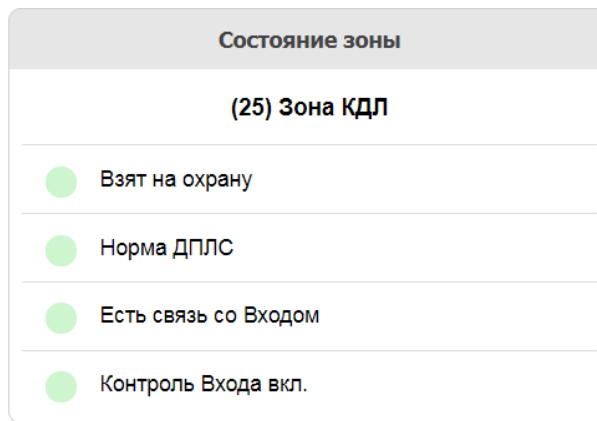 Состояние зоны
(25) Зона КДЛ
Взят на охрану
Норма ДПЛС
Есть связь со Входом
Контроль Входа вкл.